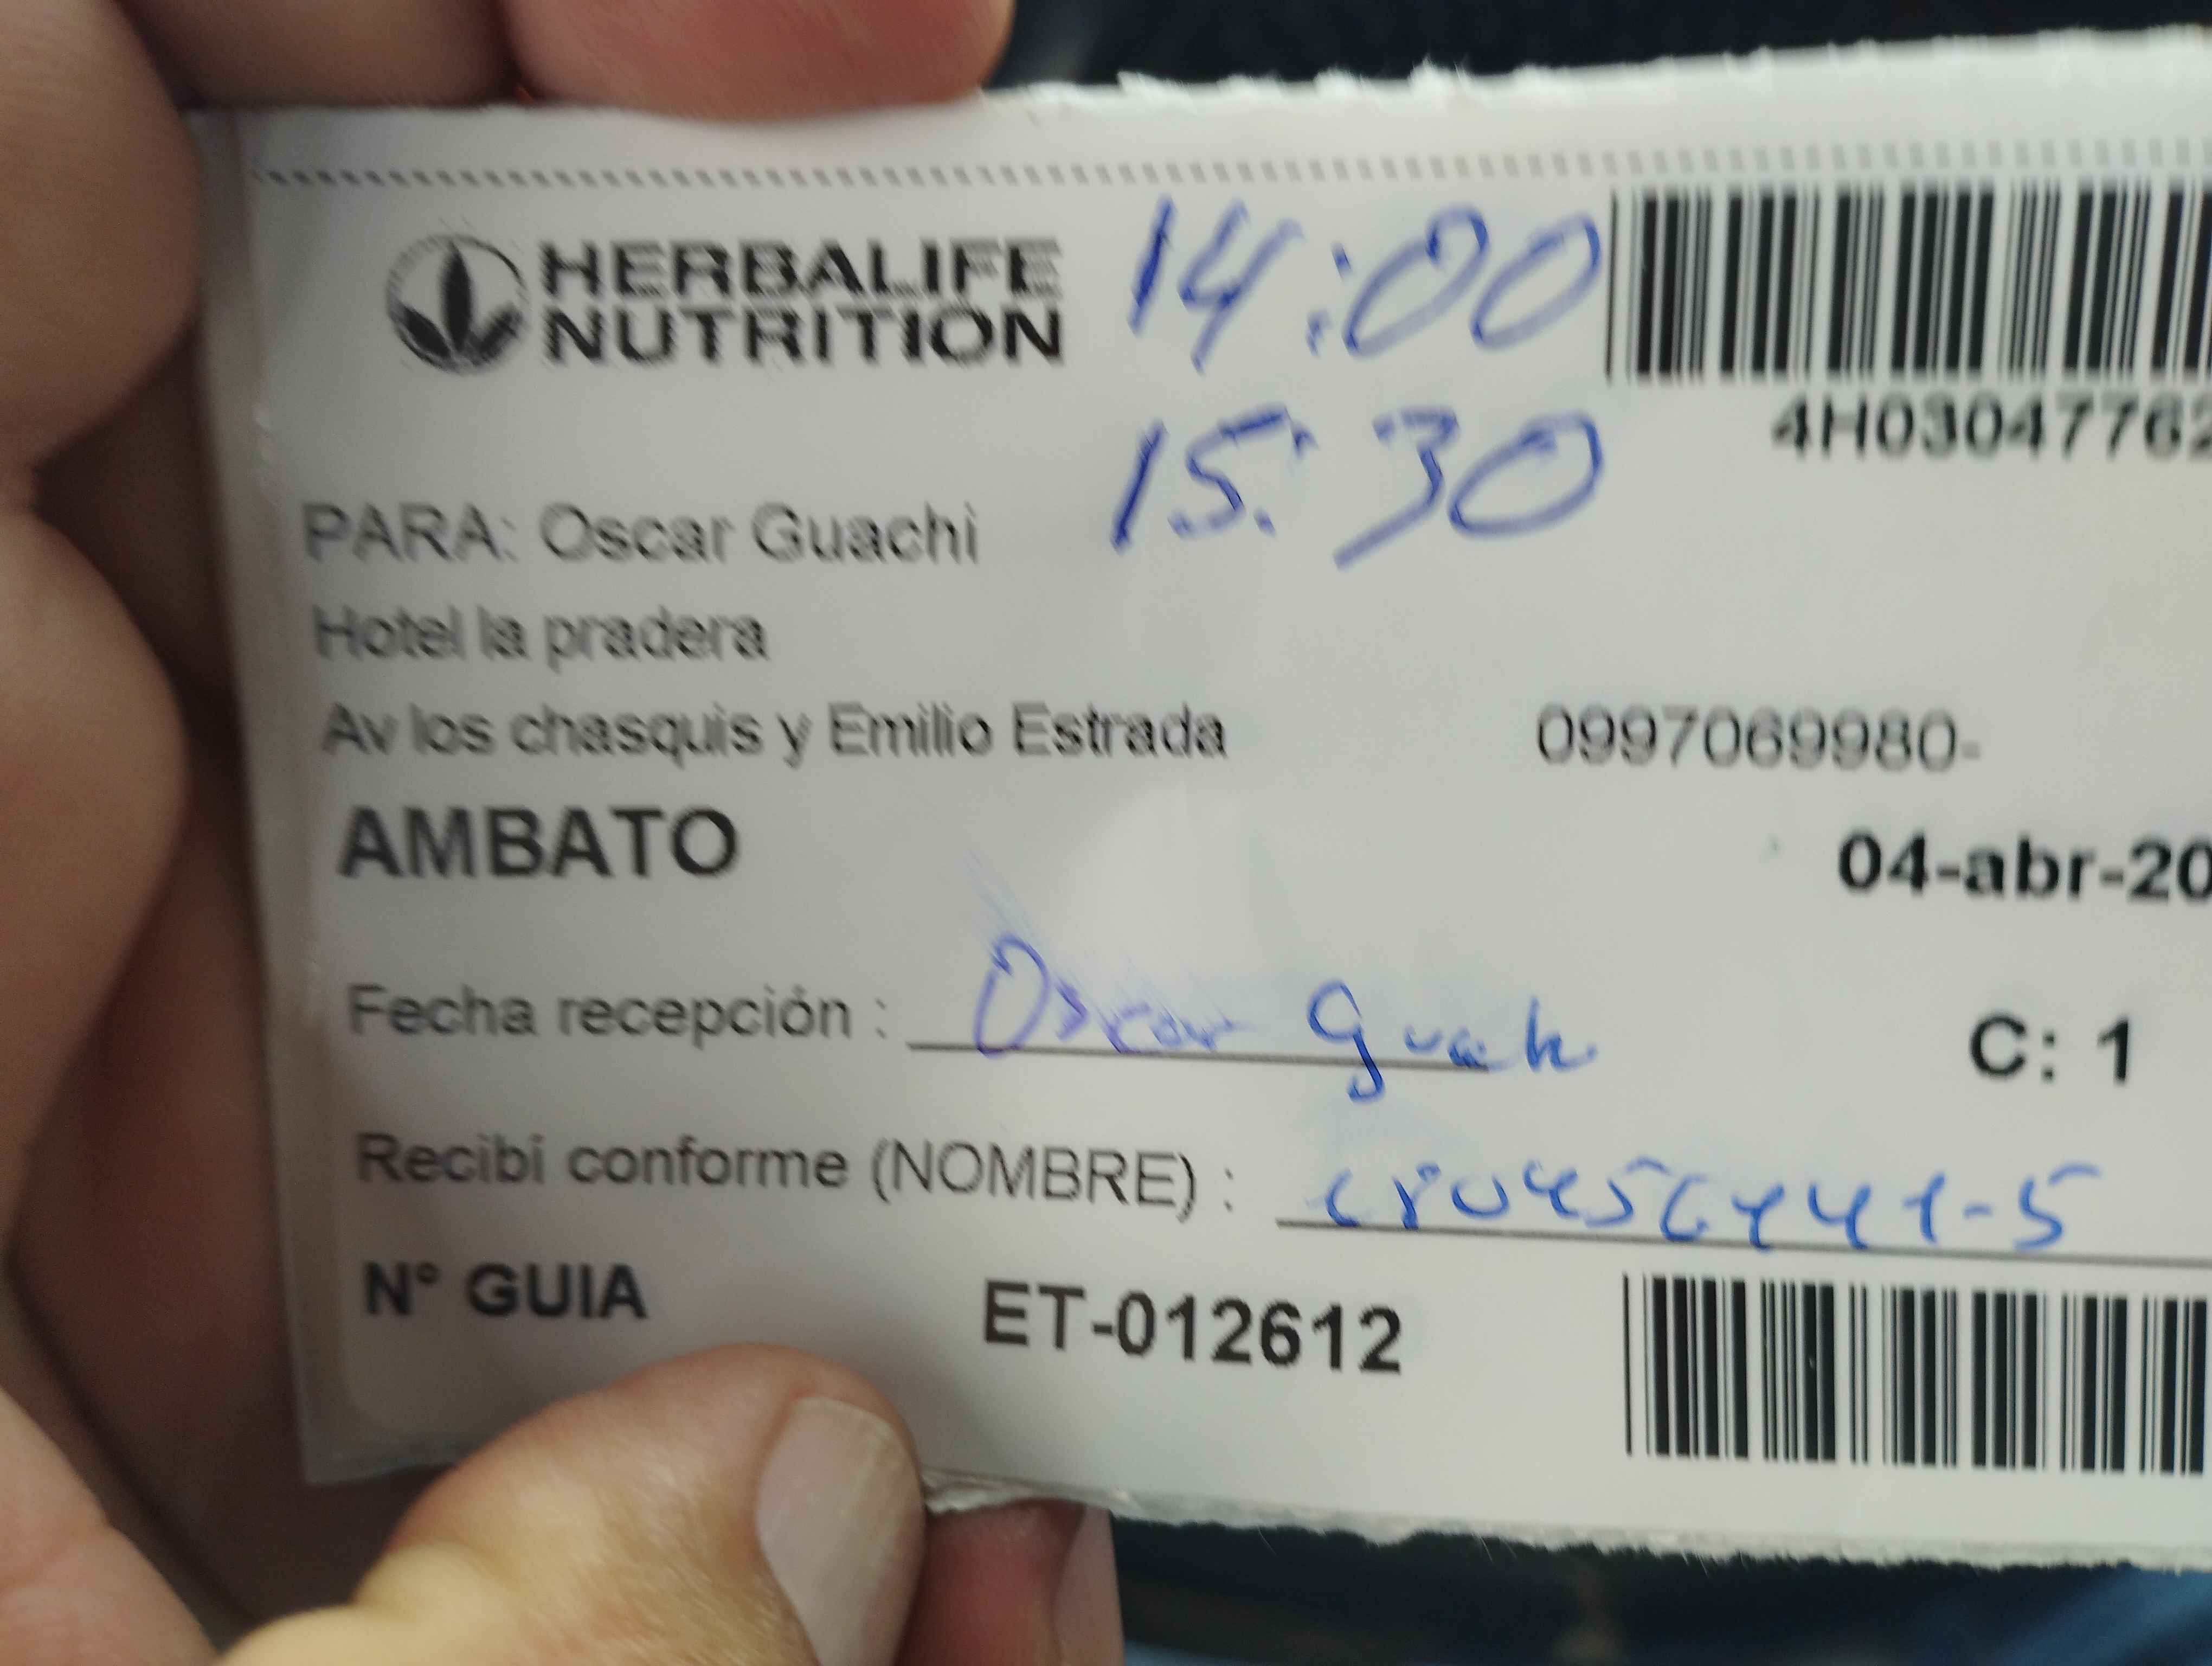 HERBALIFE
NUTRITION
14:00
15:30
4H03047762
PARA: Oscar Guachi
Hotel la pradera
Av los chasquis y Emilio Estrada 0997069980-
AMBATO
04-abr-20
Fecha recepción : Oscar Guach
C: 1
Recibí conforme (NOMBRE) :
N° GUIA ET-012612